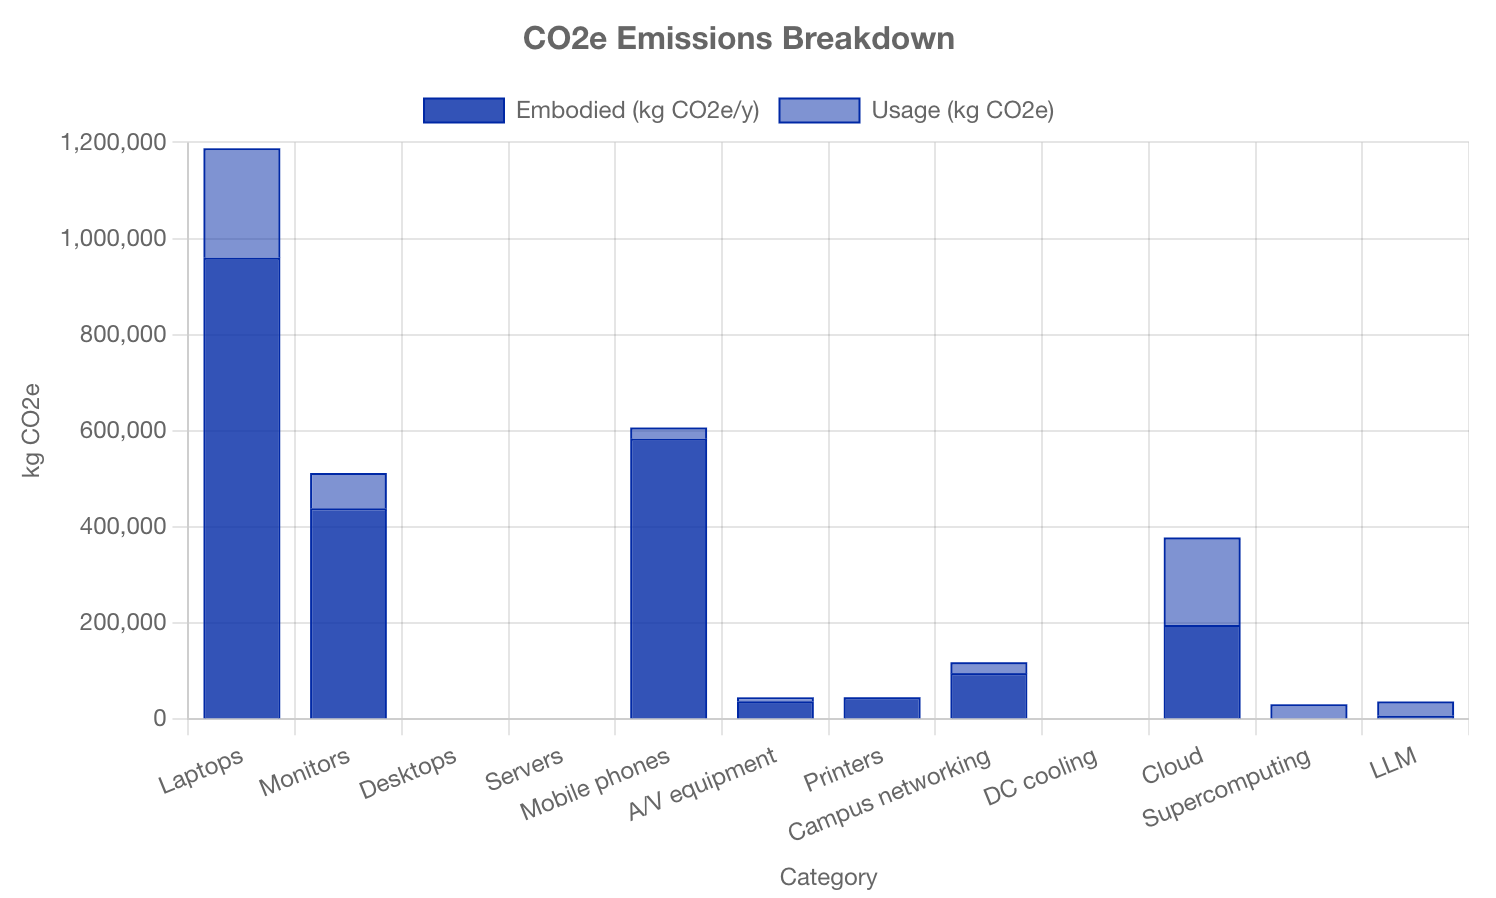 CO2e Emissions Breakdown
Embodied (kg CO2e/y) Usage (kg CO2e)
1,200,000
1,000,000
800,000
600,000
400,000
200,000
0
kg CO2e
Laptops Monitors Desktops Servers Mobile phones A/V equipment Printers Campus networking DC cooling Cloud Supercomputing LLM
Category